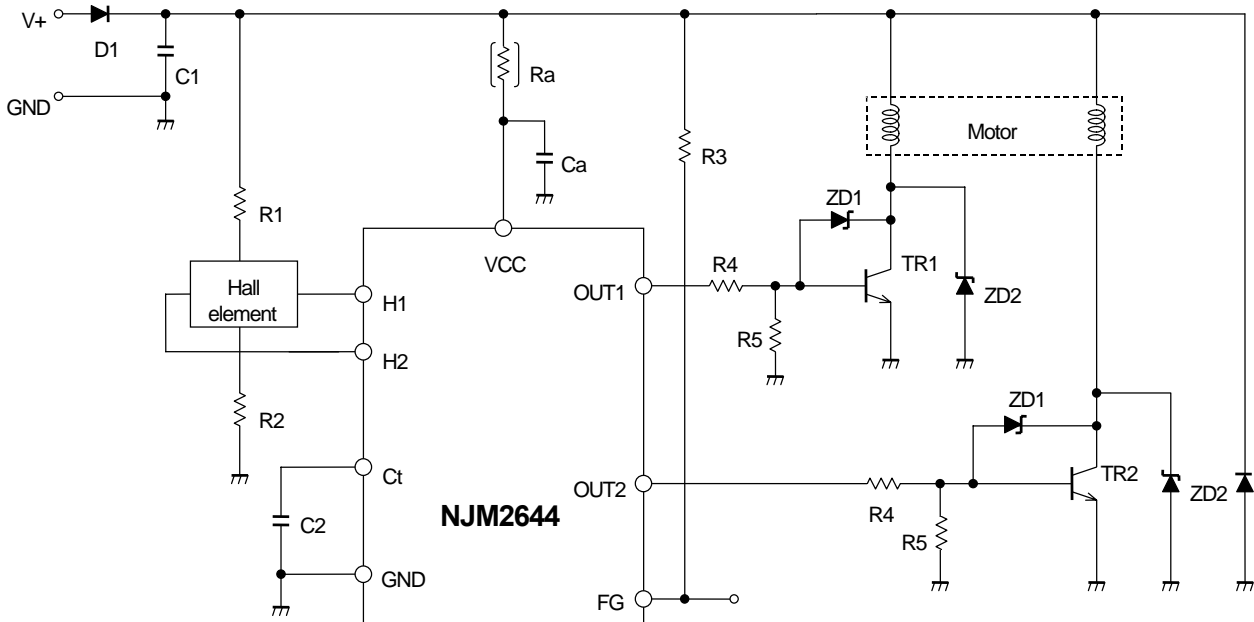 V+
D1
C1
GND
Ra
Ca
R3
Motor
R1
ZD1
VCC
TR1
R4
OUT1
Hall
element
H1
ZD2
R5
H2
R2
ZD1
Ct
TR2
OUT2
ZD2
R4
C2
NJM2644
R5
GND
FG